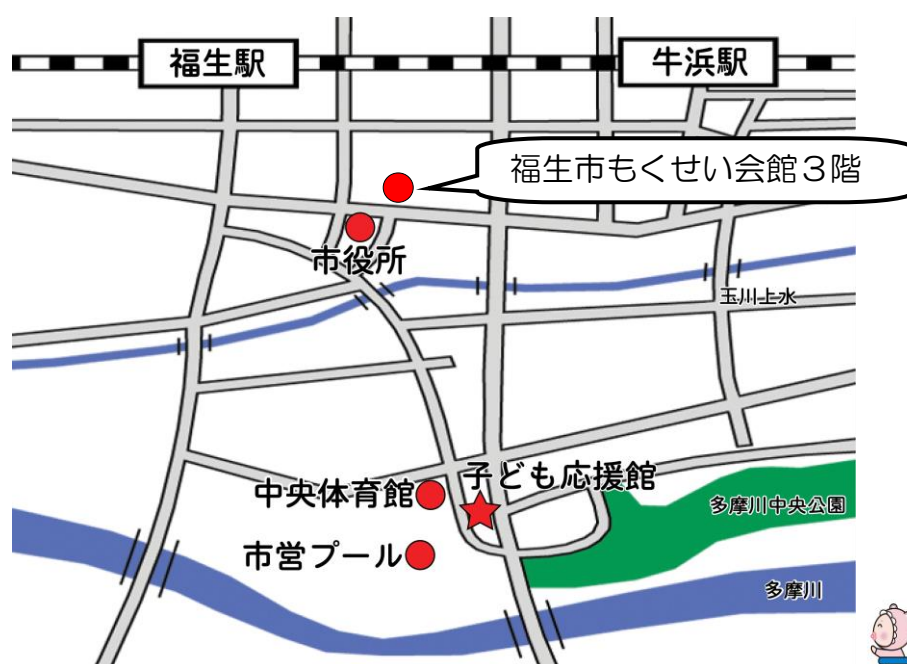 福生駅
牛浜駅
福生市もくせい会館３階
市役所
玉川上水
子ども応援館
中央体育館
多摩川中央公園
市営プール
多摩川